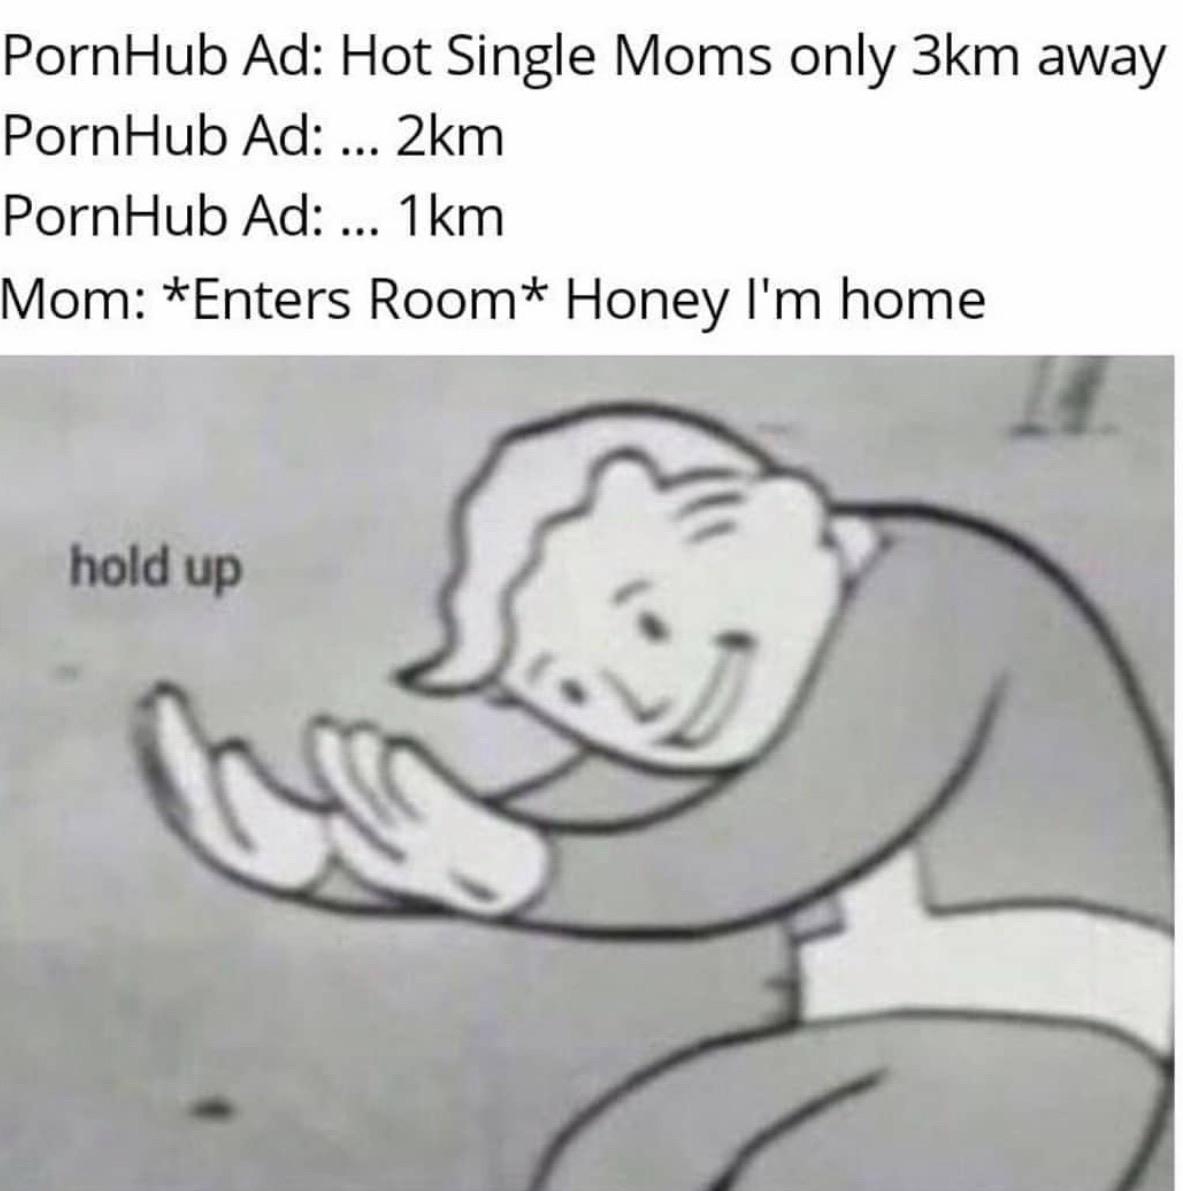 PornHub Ad: Hot Single Moms only 3km away
PornHub Ad: ... 2km
PornHub Ad: ... 1km
Mom: *Enters Room* Honey I'm home
hold up